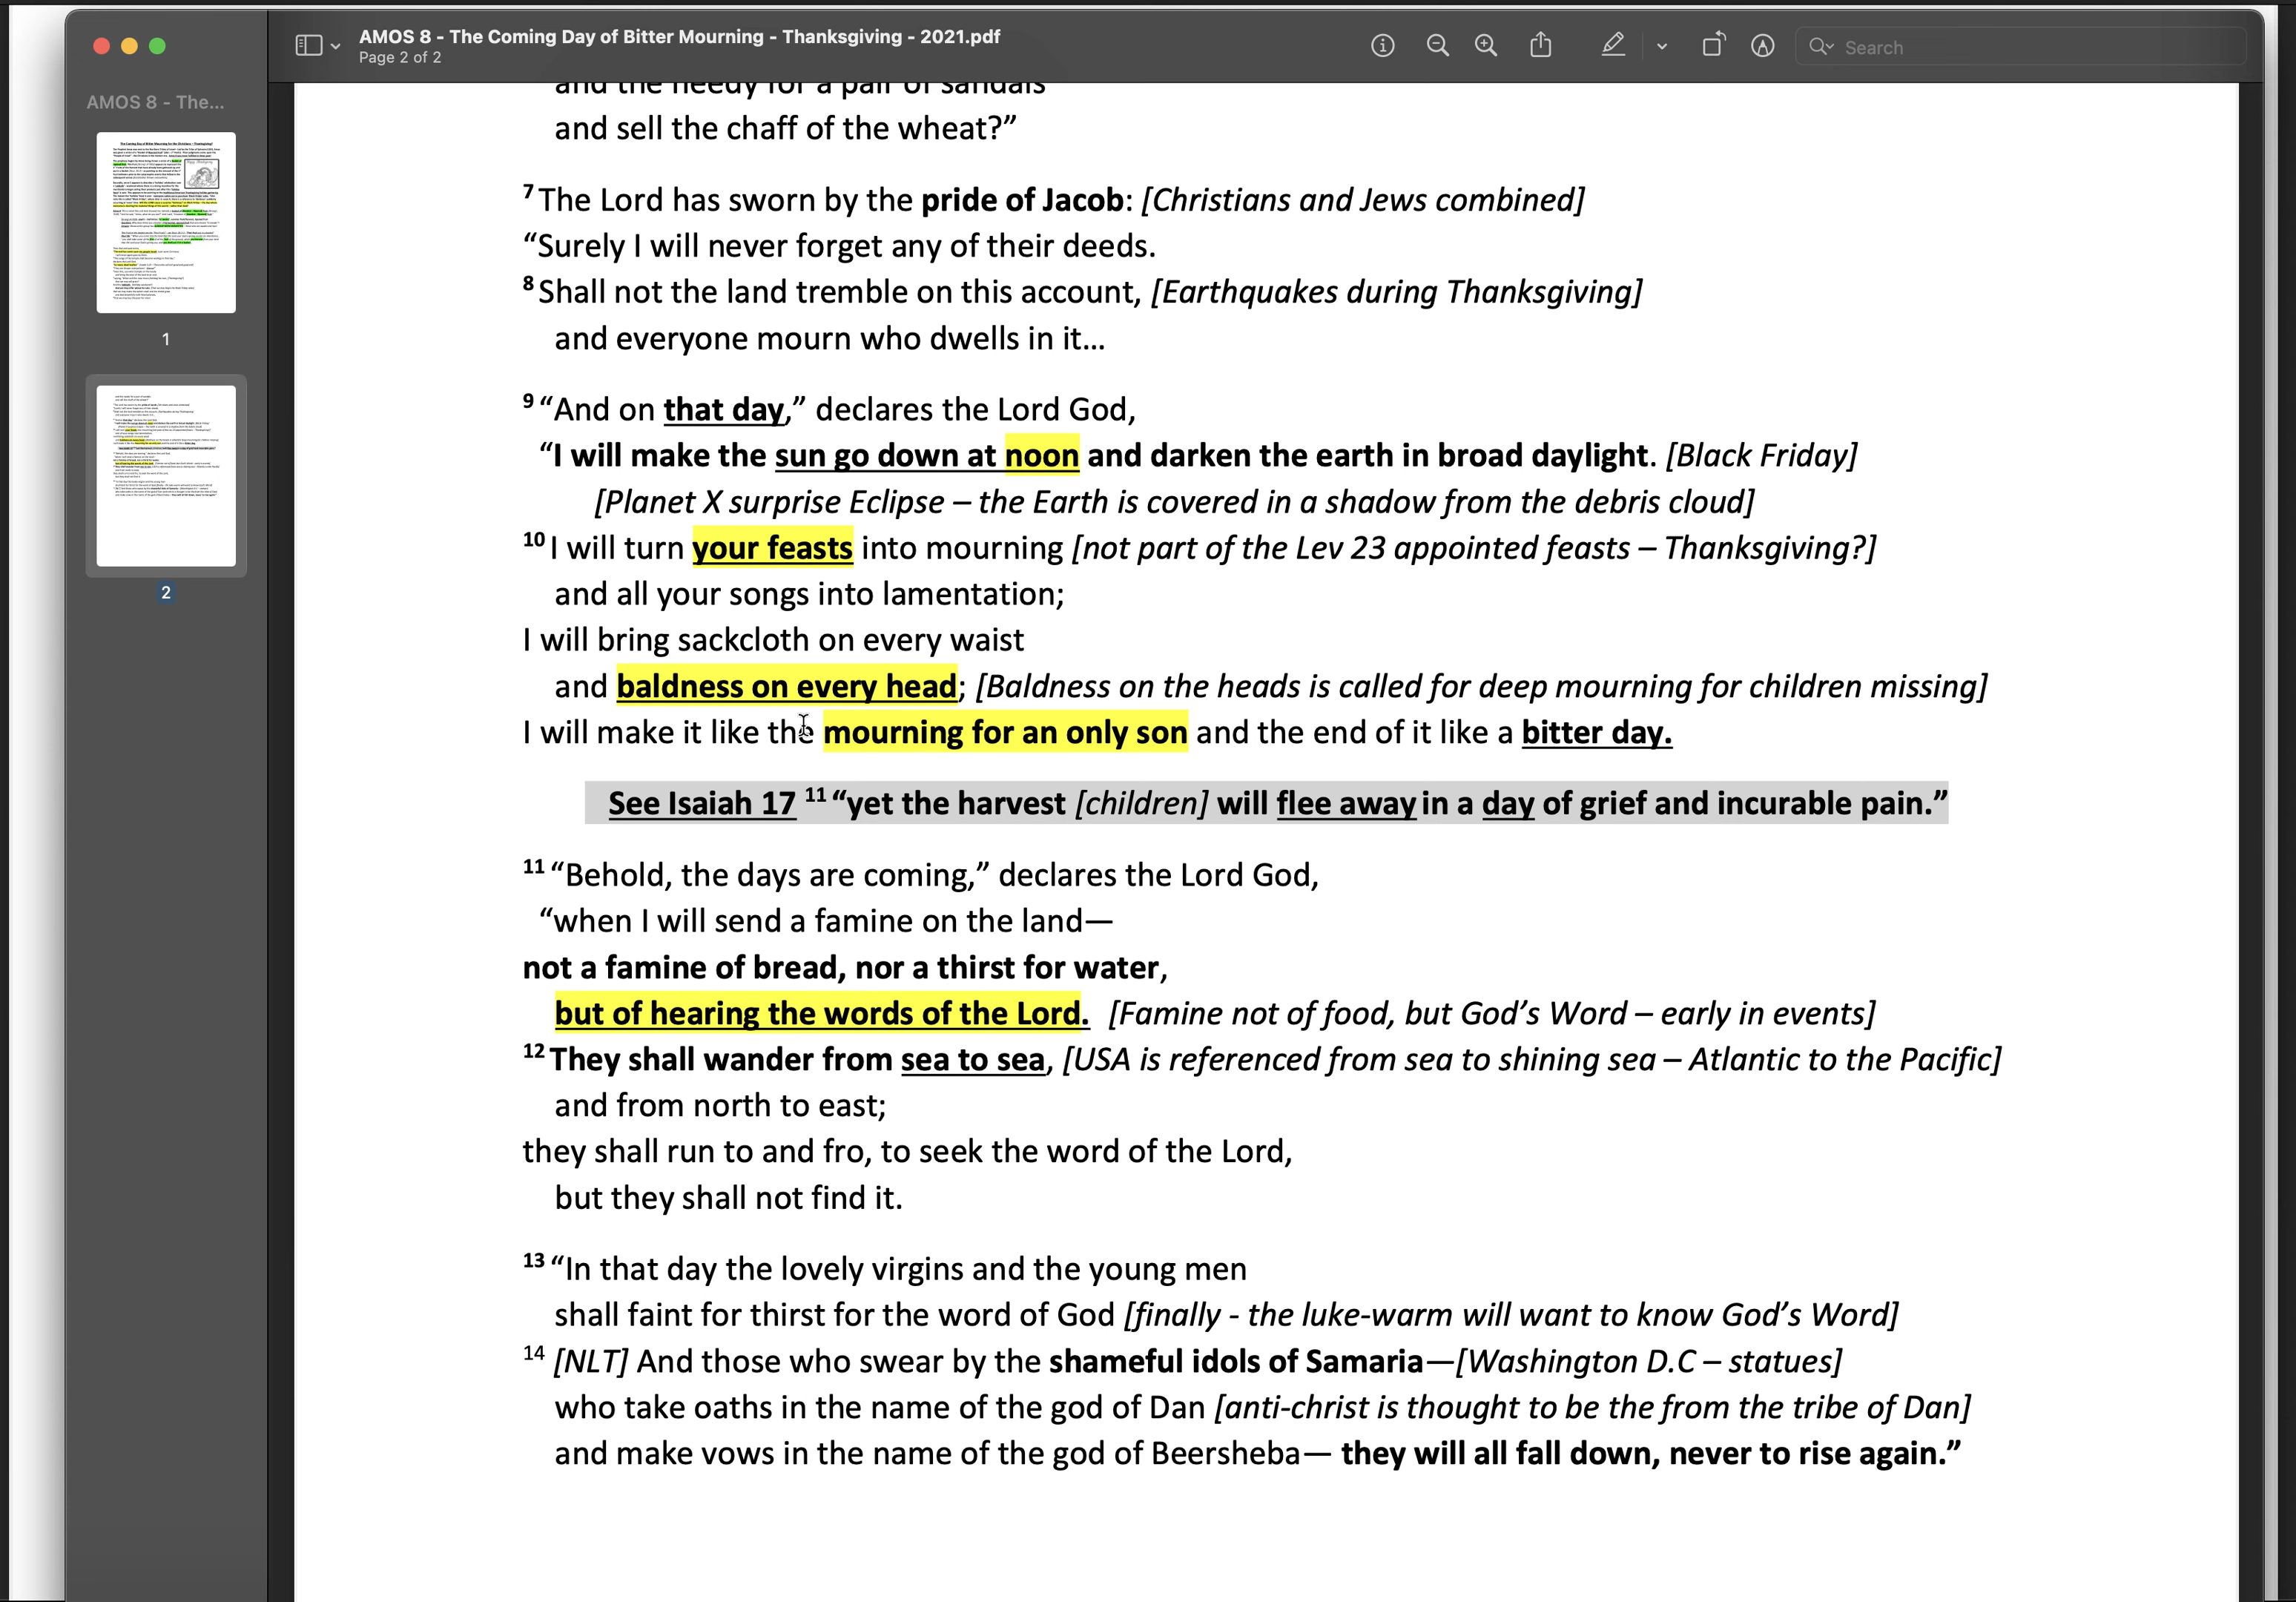 AMOS 8 - The Coming Day of Bitter Mourning - Thanksgiving - 2021.pdf
Page 2 of 2
Search
AMOS 8 - The...
1
2
and the needy for a pair of sandals
and sell the chaff of the wheat?”
7 The Lord has sworn by the pride of Jacob: [Christians and Jews combined]
“Surely I will never forget any of their deeds.
8 Shall not the land tremble on this account, [Earthquakes during Thanksgiving]
and everyone mourn who dwells in it...
9 “And on that day,” declares the Lord God,
“I will make the sun go down at noon and darken the earth in broad daylight. [Black Friday]
[Planet X surprise Eclipse – the Earth is covered in a shadow from the debris cloud]
10 I will turn your feasts into mourning [not part of the Lev 23 appointed feasts – Thanksgiving?]
and all your songs into lamentation;
I will bring sackcloth on every waist
and baldness on every head; [Baldness on the heads is called for deep mourning for children missing]
I will make it like the mourning for an only son and the end of it like a bitter day.
See Isaiah 17 11 “yet the harvest [children] will flee away in a day of grief and incurable pain.”
11 “Behold, the days are coming,” declares the Lord God,
“when I will send a famine on the land—
not a famine of bread, nor a thirst for water,
but of hearing the words of the Lord. [Famine not of food, but God’s Word – early in events]
12 They shall wander from sea to sea, [USA is referenced from sea to shining sea – Atlantic to the Pacific]
and from north to east;
they shall run to and fro, to seek the word of the Lord,
but they shall not find it.
13 “In that day the lovely virgins and the young men
shall faint for thirst for the word of God [finally - the luke-warm will want to know God’s Word]
14 [NLT] And those who swear by the shameful idols of Samaria—[Washington D.C – statues]
who take oaths in the name of the god of Dan [anti-christ is thought to be the from the tribe of Dan]
and make vows in the name of the god of Beersheba— they will all fall down, never to rise again.”